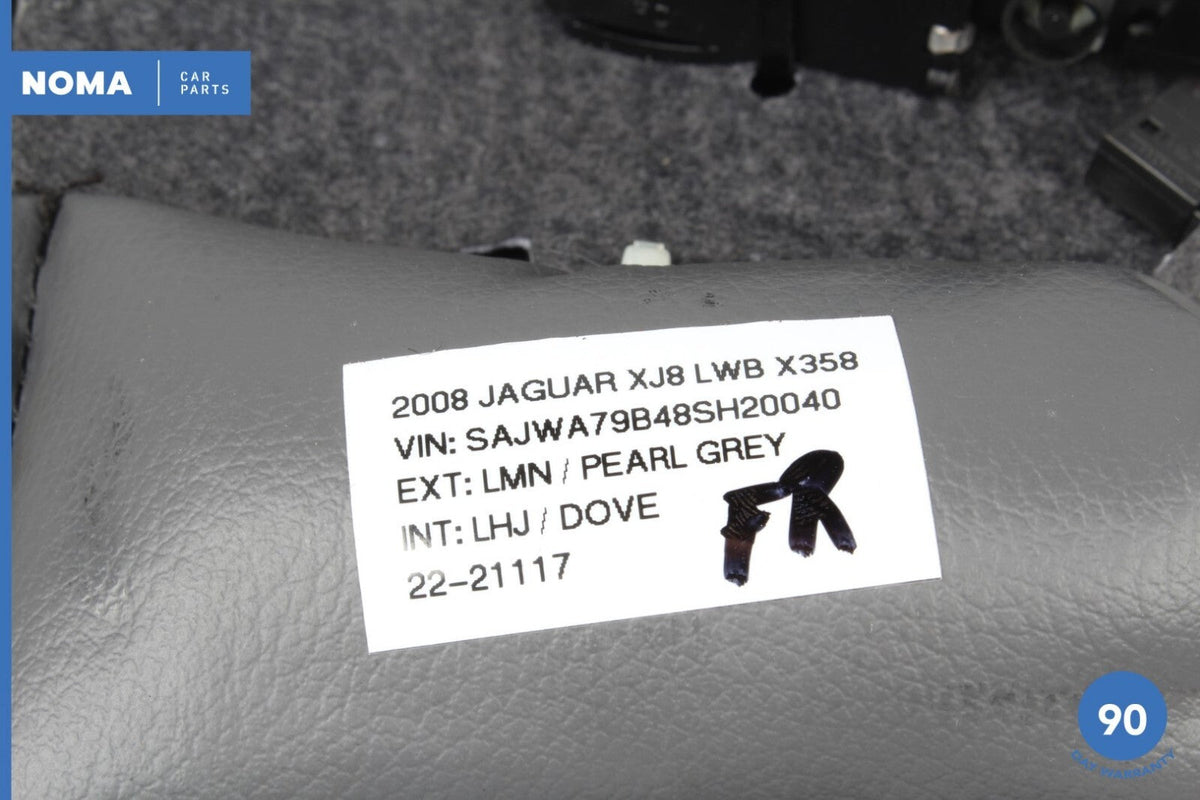 NOMA
CAR
PARTS
2008 JAGUAR XJ8 LWB X358
VIN: SAJWA79B48SH20040
EXT: LMN / PEARL GREY
INT: LHJ / DOVE
22-21117
FR
90
DAY WARRANTY